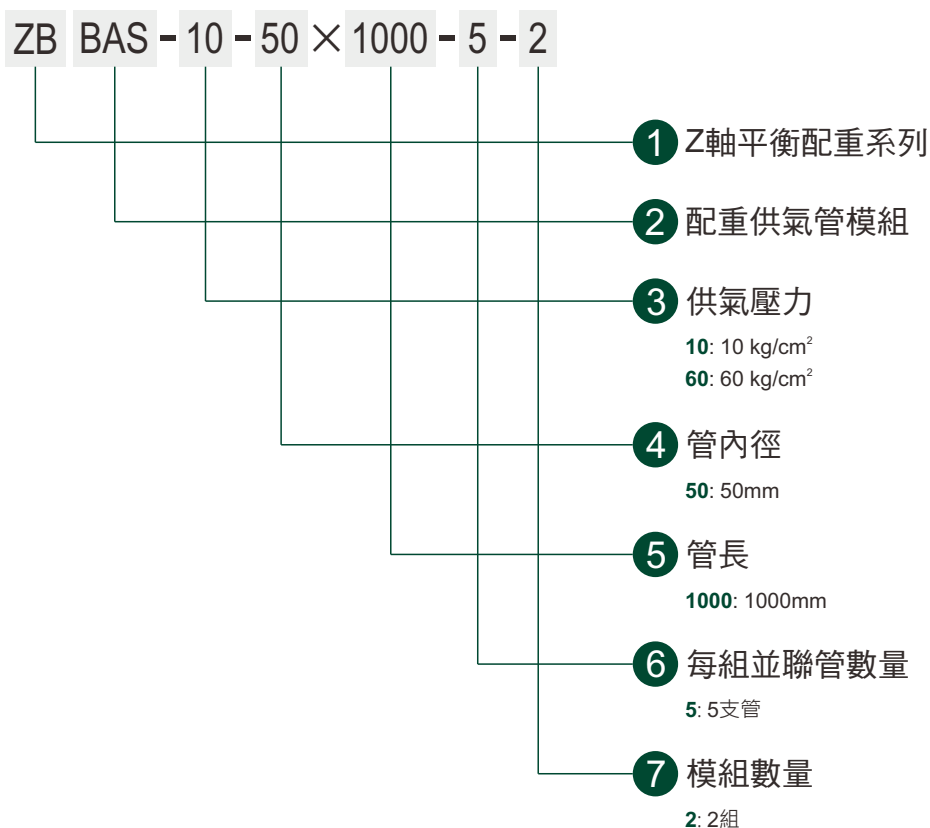 ZB BAS-10-50×1000-5-2
1 Z軸平衡配重系列
2 配重供氣管模組
3 供氣壓力
10: 10 kg/cm²
60: 60 kg/cm²
4 管內徑
50: 50mm
5 管長
1000: 1000mm
6 每組並聯管數量
5: 5支管
7 模組數量
2: 2組